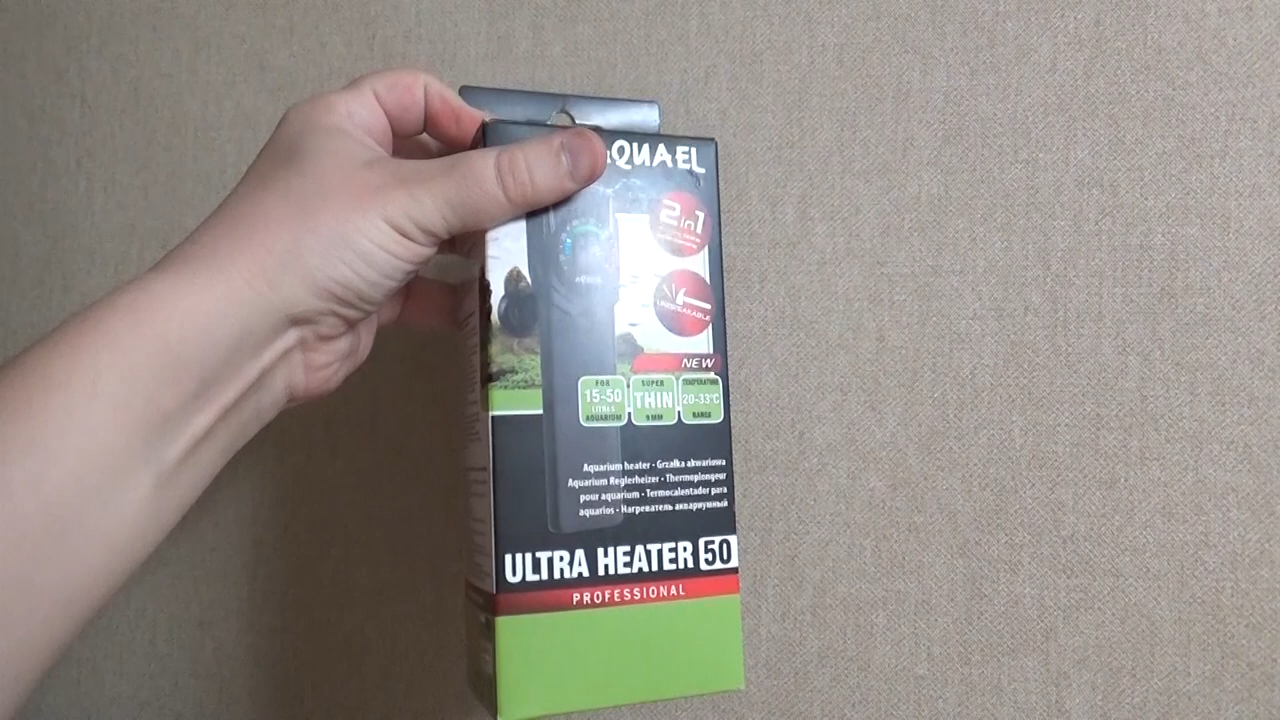 AQUAEL
2in1
UNBREAKABLE
NEW
FOR
15-50
LITRES
AQUARIUM
SUPER
THIN
9 MM
TEMPERATURE
20-33°C
RANGE
Aquarium heater - Grzałka akwariowa
Aquarium Reglerheizer - Thermoplongeur
pour aquarium - Termocalentador para
aquarios - Нагреватель аквариумный
ULTRA HEATER 50
PROFESSIONAL